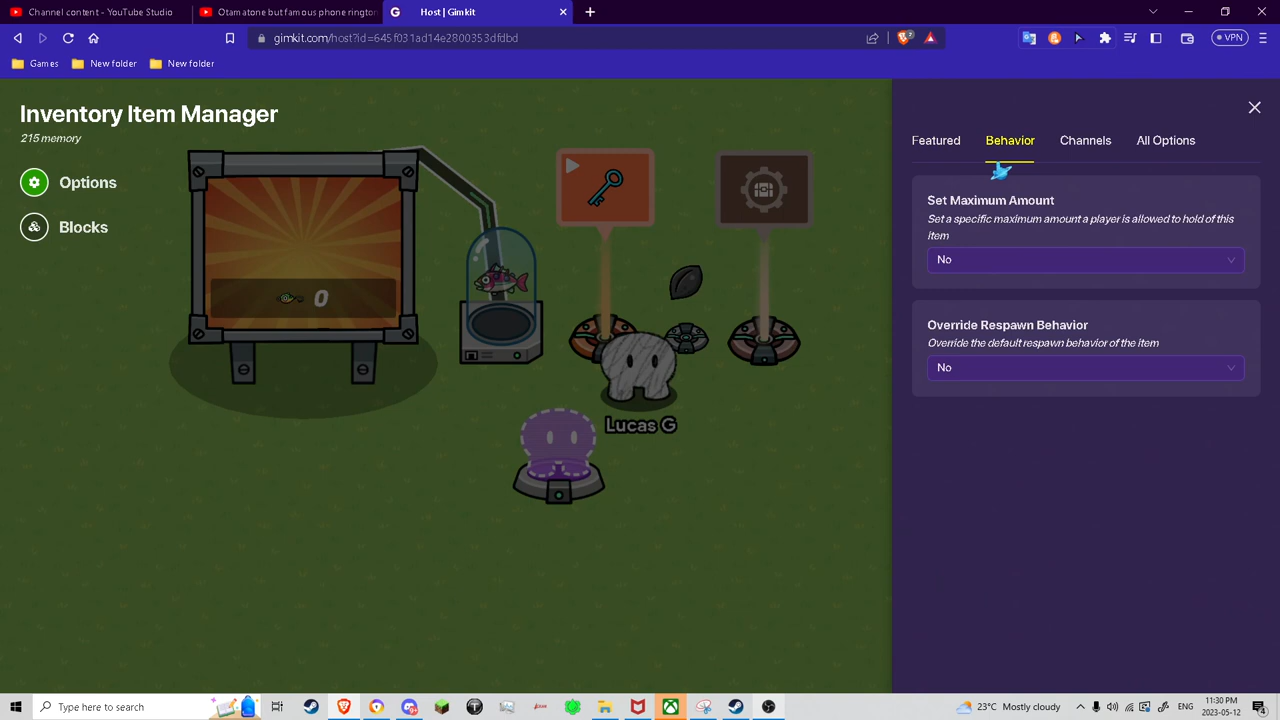 Channel content - YouTube Studio
Otamatone but famous phone rington
Host | Gimkit
gimkit.com/host?id=645f031ad14e2800353dfdbd
VPN
Games
New folder
New folder
Inventory Item Manager
215 memory
Options
Blocks
0
Lucas G
Featured
Behavior
Channels
All Options
Set Maximum Amount
Set a specific maximum amount a player is allowed to hold of this
item
No
Override Respawn Behavior
Override the default respawn behavior of the item
No
Type here to search
23°C Mostly cloudy
ENG
11:30 PM
2023-05-12